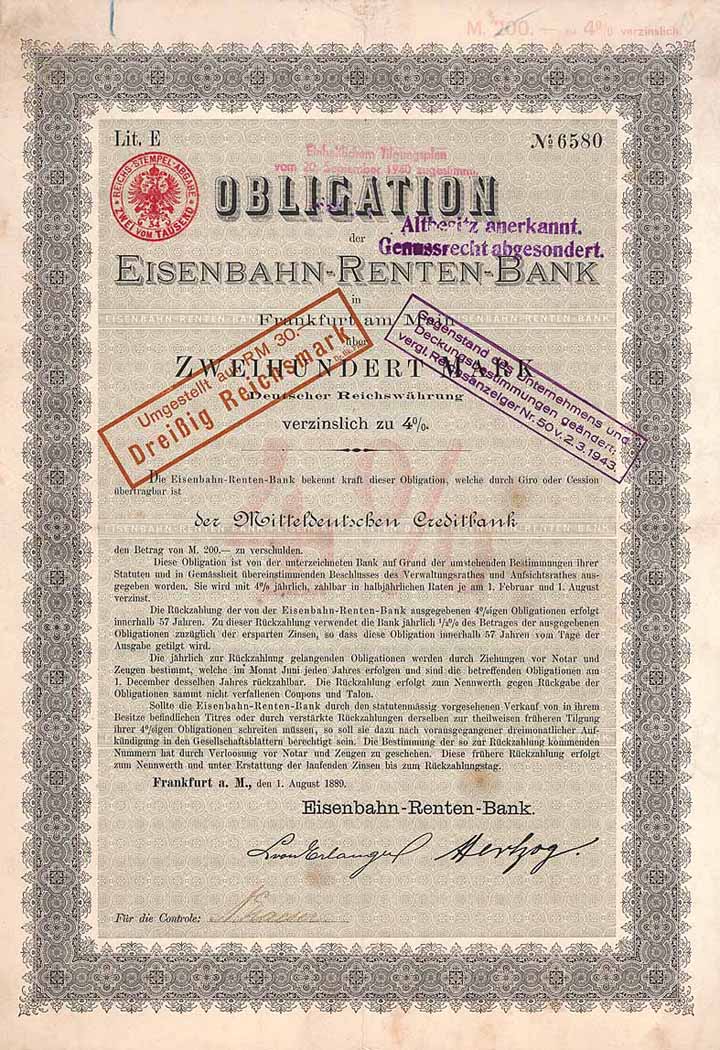 M. 200.— zu 4% verzinslich.
Lit. E
№ 6580
REICHS-STEMPEL-ABGABE
ZWEI VOM TAUSEND
Einheitlichem Tilgungsplan
vom 20. September 1940 zugestimmt.
OBLIGATION
Altbesitz anerkannt.
Genussrecht abgesondert.
der
EISENBAHN-RENTEN-BANK
in
Frankfurt am Main
über
Umgestellt auf RM 30.-
Dreißig Reichsmark
Gegenstand des Unternehmens und
Deckungsbestimmungen geändert,
vergl. Reichsanzeiger Nr. 50 v. 2.3.1943.
ZWEIHUNDERT MARK
Deutscher Reichswährung
verzinslich zu 4%.
4%
Die Eisenbahn-Renten-Bank bekennt kraft dieser Obligation, welche durch Giro oder Cession
übertragbar ist
der Mitteldeutschen Creditbank
EISENBAHN-RENTEN-BANK
den Betrag von M. 200.— zu verschulden.
Diese Obligation ist von der unterzeichneten Bank auf Grund der umstehenden Bestimmungen ihrer
Statuten und in Gemässheit übereinstimmenden Beschlusses des Verwaltungsrathes und Aufsichtsrathes aus-
gegeben worden. Sie wird mit 4% jährlich, zahlbar in halbjährlichen Raten je am 1. Februar und 1. August
verzinst.
Die Rückzahlung der von der Eisenbahn-Renten-Bank ausgegebenen 4%igen Obligationen erfolgt
innerhalb 57 Jahren. Zu dieser Rückzahlung verwendet die Bank jährlich ½% des Betrages der ausgegebenen
Obligationen zuzüglich der ersparten Zinsen, so dass diese Obligation innerhalb 57 Jahren vom Tage der
Ausgabe getilgt wird.
Die jährlich zur Rückzahlung gelangenden Obligationen werden durch Ziehungen vor Notar und
Zeugen bestimmt, welche im Monat Juni jeden Jahres erfolgen und sind die betreffenden Obligationen am
1. December desselben Jahres rückzahlbar. Die Rückzahlung erfolgt zum Nennwerth gegen Rückgabe der
Obligationen sammt nicht verfallenen Coupons und Talon.
Sollte die Eisenbahn-Renten-Bank durch den statutenmässig vorgesehenen Verkauf von in ihrem
Besitze befindlichen Titres oder durch verstärkte Rückzahlungen derselben zur theilweisen früheren Tilgung
ihrer 4%igen Obligationen schreiten müssen, so soll sie dazu nach vorausgegangener dreimonatlicher Auf-
kündigung in den Gesellschaftsblättern berechtigt sein. Die Bestimmung der so zur Rückzahlung kommenden
Nummern hat durch Verloosung vor Notar und Zeugen zu geschehen. Diese frühere Rückzahlung erfolgt
zum Nennwerth und unter Erstattung der laufenden Zinsen bis zum Rückzahlungstag.
Frankfurt a. M., den 1. August 1889.
Eisenbahn-Renten-Bank.
Lvon Erlanger Hertzog.
Für die Controle: